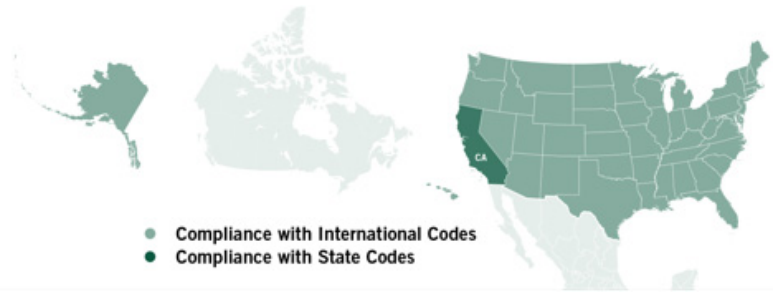 CA
Compliance with International Codes
Compliance with State Codes